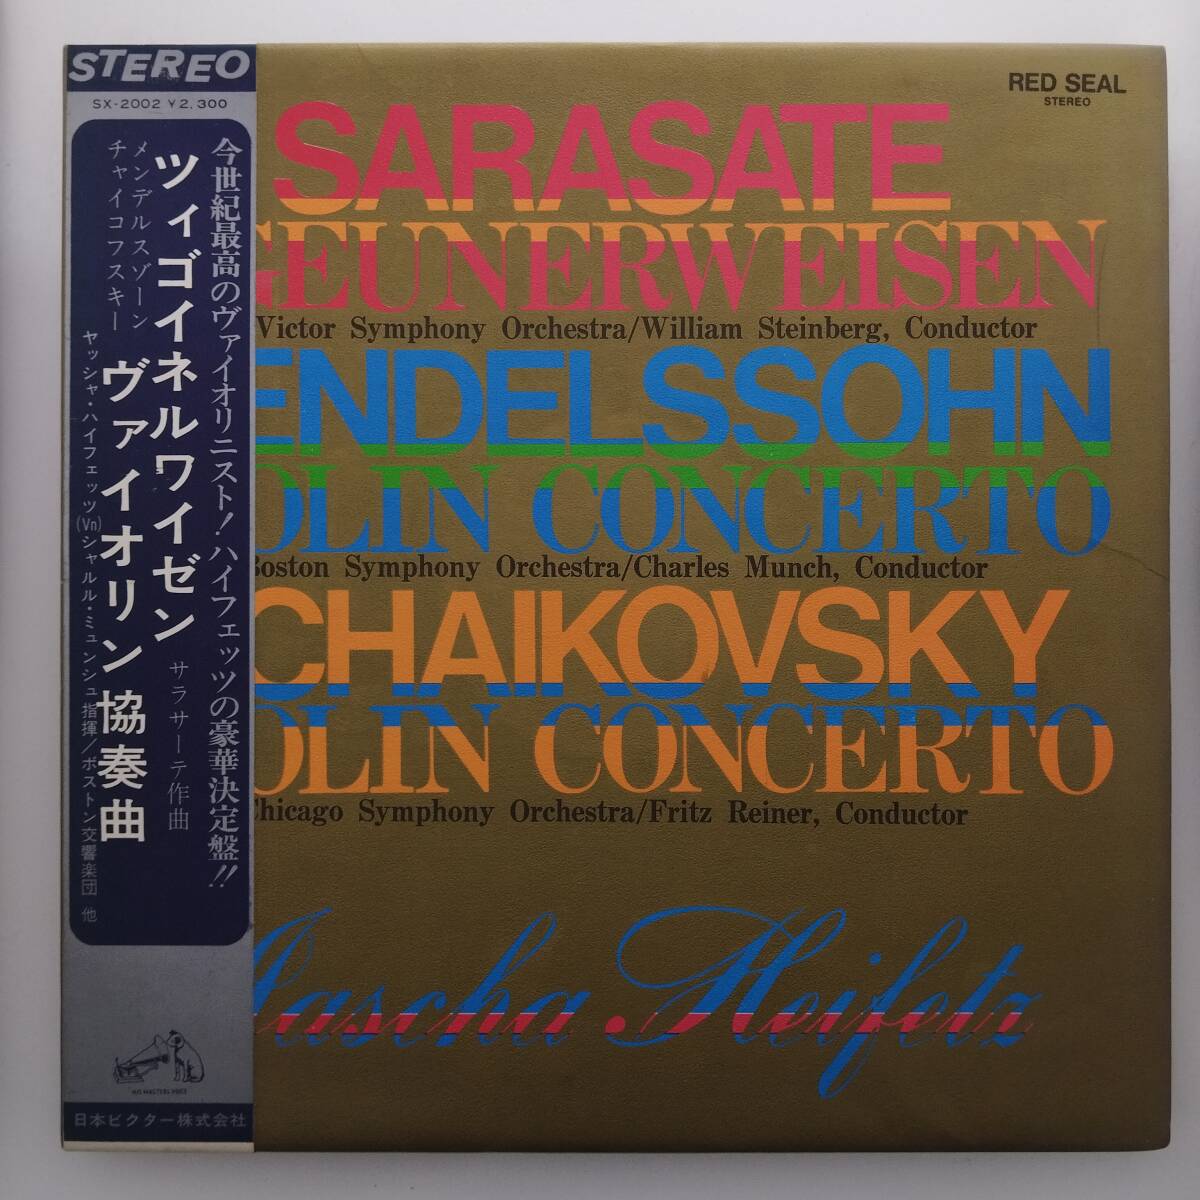 STEREO
SX-2002 ¥2,300
今世紀最高のヴァイオリニスト!ハイフェッツの豪華決定盤!!
ツィゴイネルワイゼン サラサーテ作曲
メンデルスゾーン
チャイコフスキー
ヴァイオリン協奏曲
ヤッシャ・ハイフェッツ(Vn)シャルル・ミュンシュ指揮/ボストン交響楽団 他
HIS MASTERS VOICE
日本ビクター株式会社
RED SEAL
STEREO
SARASATE
GEUNERWEISEN
Victor Symphony Orchestra/William Steinberg, Conductor
ENDELSSOHN
OLIN CONCERTO
Boston Symphony Orchestra/Charles Munch, Conductor
CHAIKOVSKY
OLIN CONCERTO
Chicago Symphony Orchestra/Fritz Reiner, Conductor
Jascha Heifetz